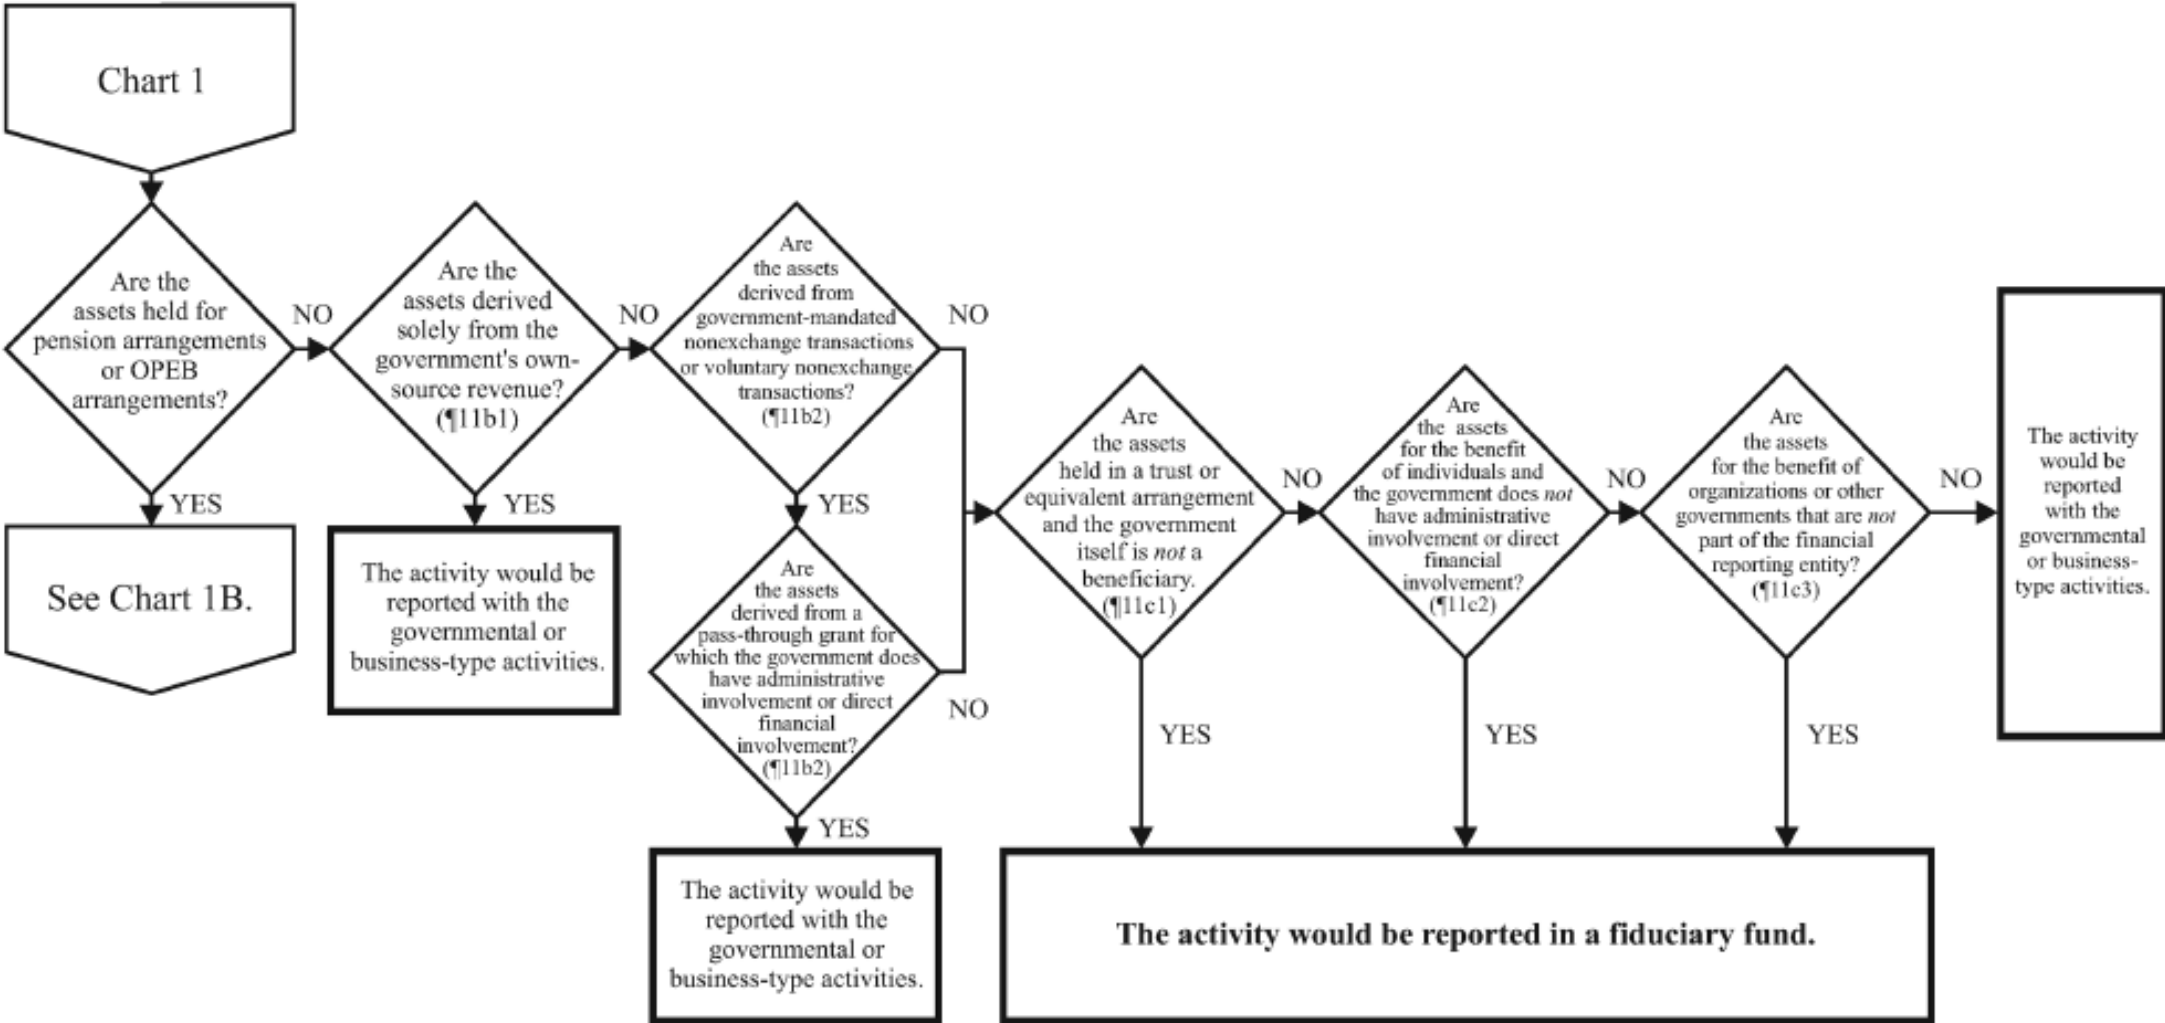 Chart 1
Are the
assets held for
pension arrangements
or OPEB
arrangements?
NO
YES
See Chart 1B.
Are the
assets derived
solely from the
government's own-
source revenue?
(¶11b1)
NO
YES
The activity would be
reported with the
governmental or
business-type activities.
Are
the assets
derived from
government-mandated
nonexchange transactions
or voluntary nonexchange
transactions?
(¶11b2)
NO
YES
Are
the assets
derived from a
pass-through grant for
which the government does
have administrative
involvement or direct
financial
involvement?
(¶11b2)
NO
YES
The activity would be
reported with the
governmental or
business-type activities.
Are
the assets
held in a trust or
equivalent arrangement
and the government
itself is not a
beneficiary.
(¶11c1)
NO
YES
Are
the assets
for the benefit
of individuals and
the government does not
have administrative
involvement or direct
financial
involvement?
(¶11c2)
NO
YES
Are
the assets
for the benefit of
organizations or other
governments that are not
part of the financial
reporting entity?
(¶11c3)
NO
YES
The activity
would be
reported
with the
governmental
or business-
type activities.
The activity would be reported in a fiduciary fund.